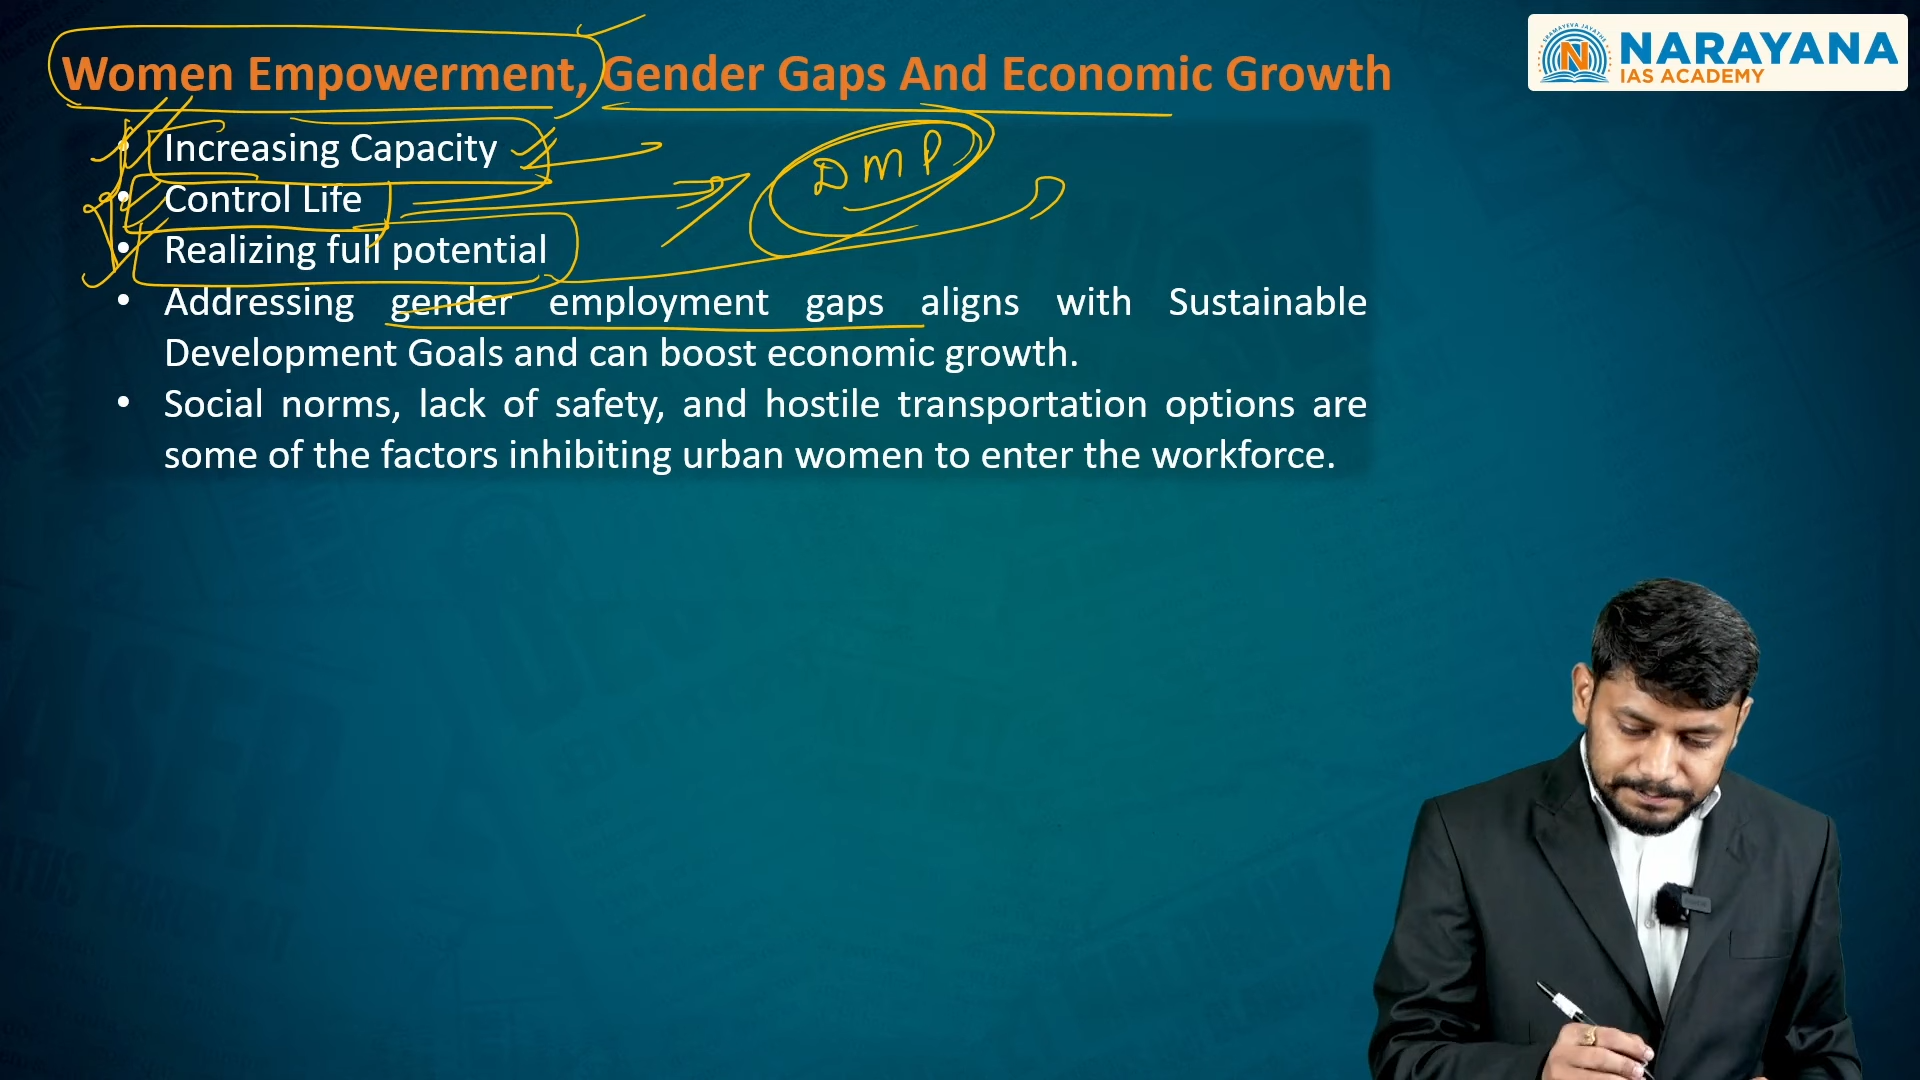 Women Empowerment, Gender Gaps And Economic Growth
NARAYANA
IAS ACADEMY
• Increasing Capacity
• Control Life
DMP
• Realizing full potential
• Addressing gender employment gaps aligns with Sustainable
Development Goals and can boost economic growth.
• Social norms, lack of safety, and hostile transportation options are
some of the factors inhibiting urban women to enter the workforce.